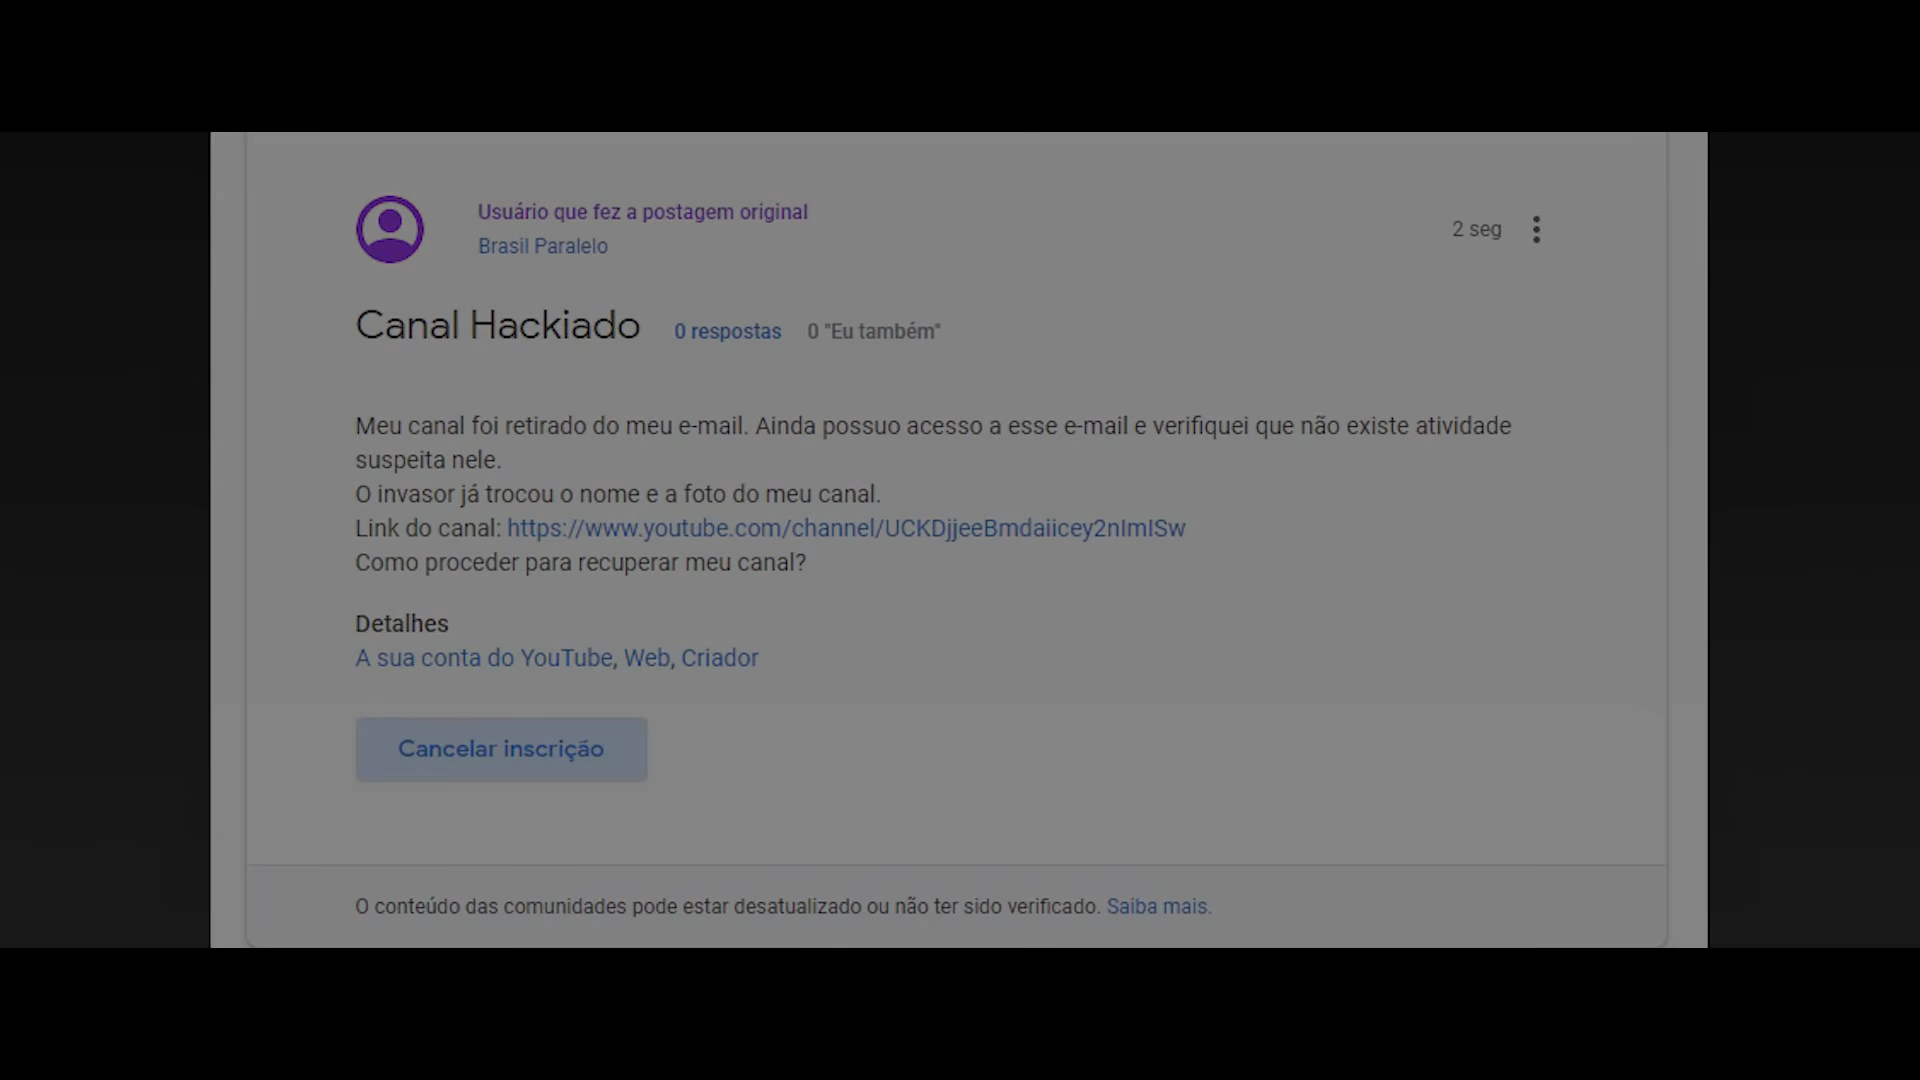 Usuário que fez a postagem original
Brasil Paralelo
2 seg
Canal Hackiado 0 respostas 0 "Eu também"
Meu canal foi retirado do meu e-mail. Ainda possuo acesso a esse e-mail e verifiquei que não existe atividade
suspeita nele.
O invasor já trocou o nome e a foto do meu canal.
Link do canal: https://www.youtube.com/channel/UCKDjjeeBmdaiicey2nImISw
Como proceder para recuperar meu canal?
Detalhes
A sua conta do YouTube, Web, Criador
Cancelar inscrição
O conteúdo das comunidades pode estar desatualizado ou não ter sido verificado. Saiba mais.